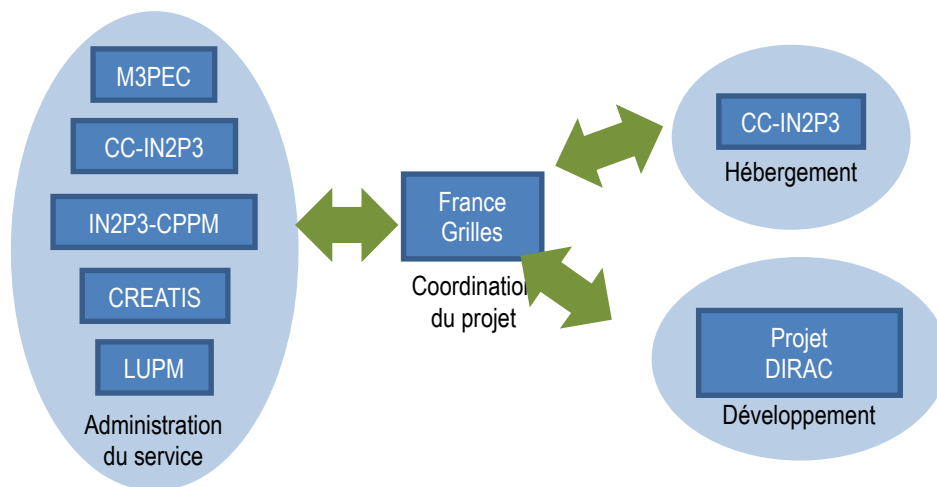 M3PEC
CC-IN2P3
IN2P3-CPPM
CREATIS
LUPM
Administration
du service
France
Grilles
Coordination
du projet
CC-IN2P3
Hébergement
Projet
DIRAC
Développement